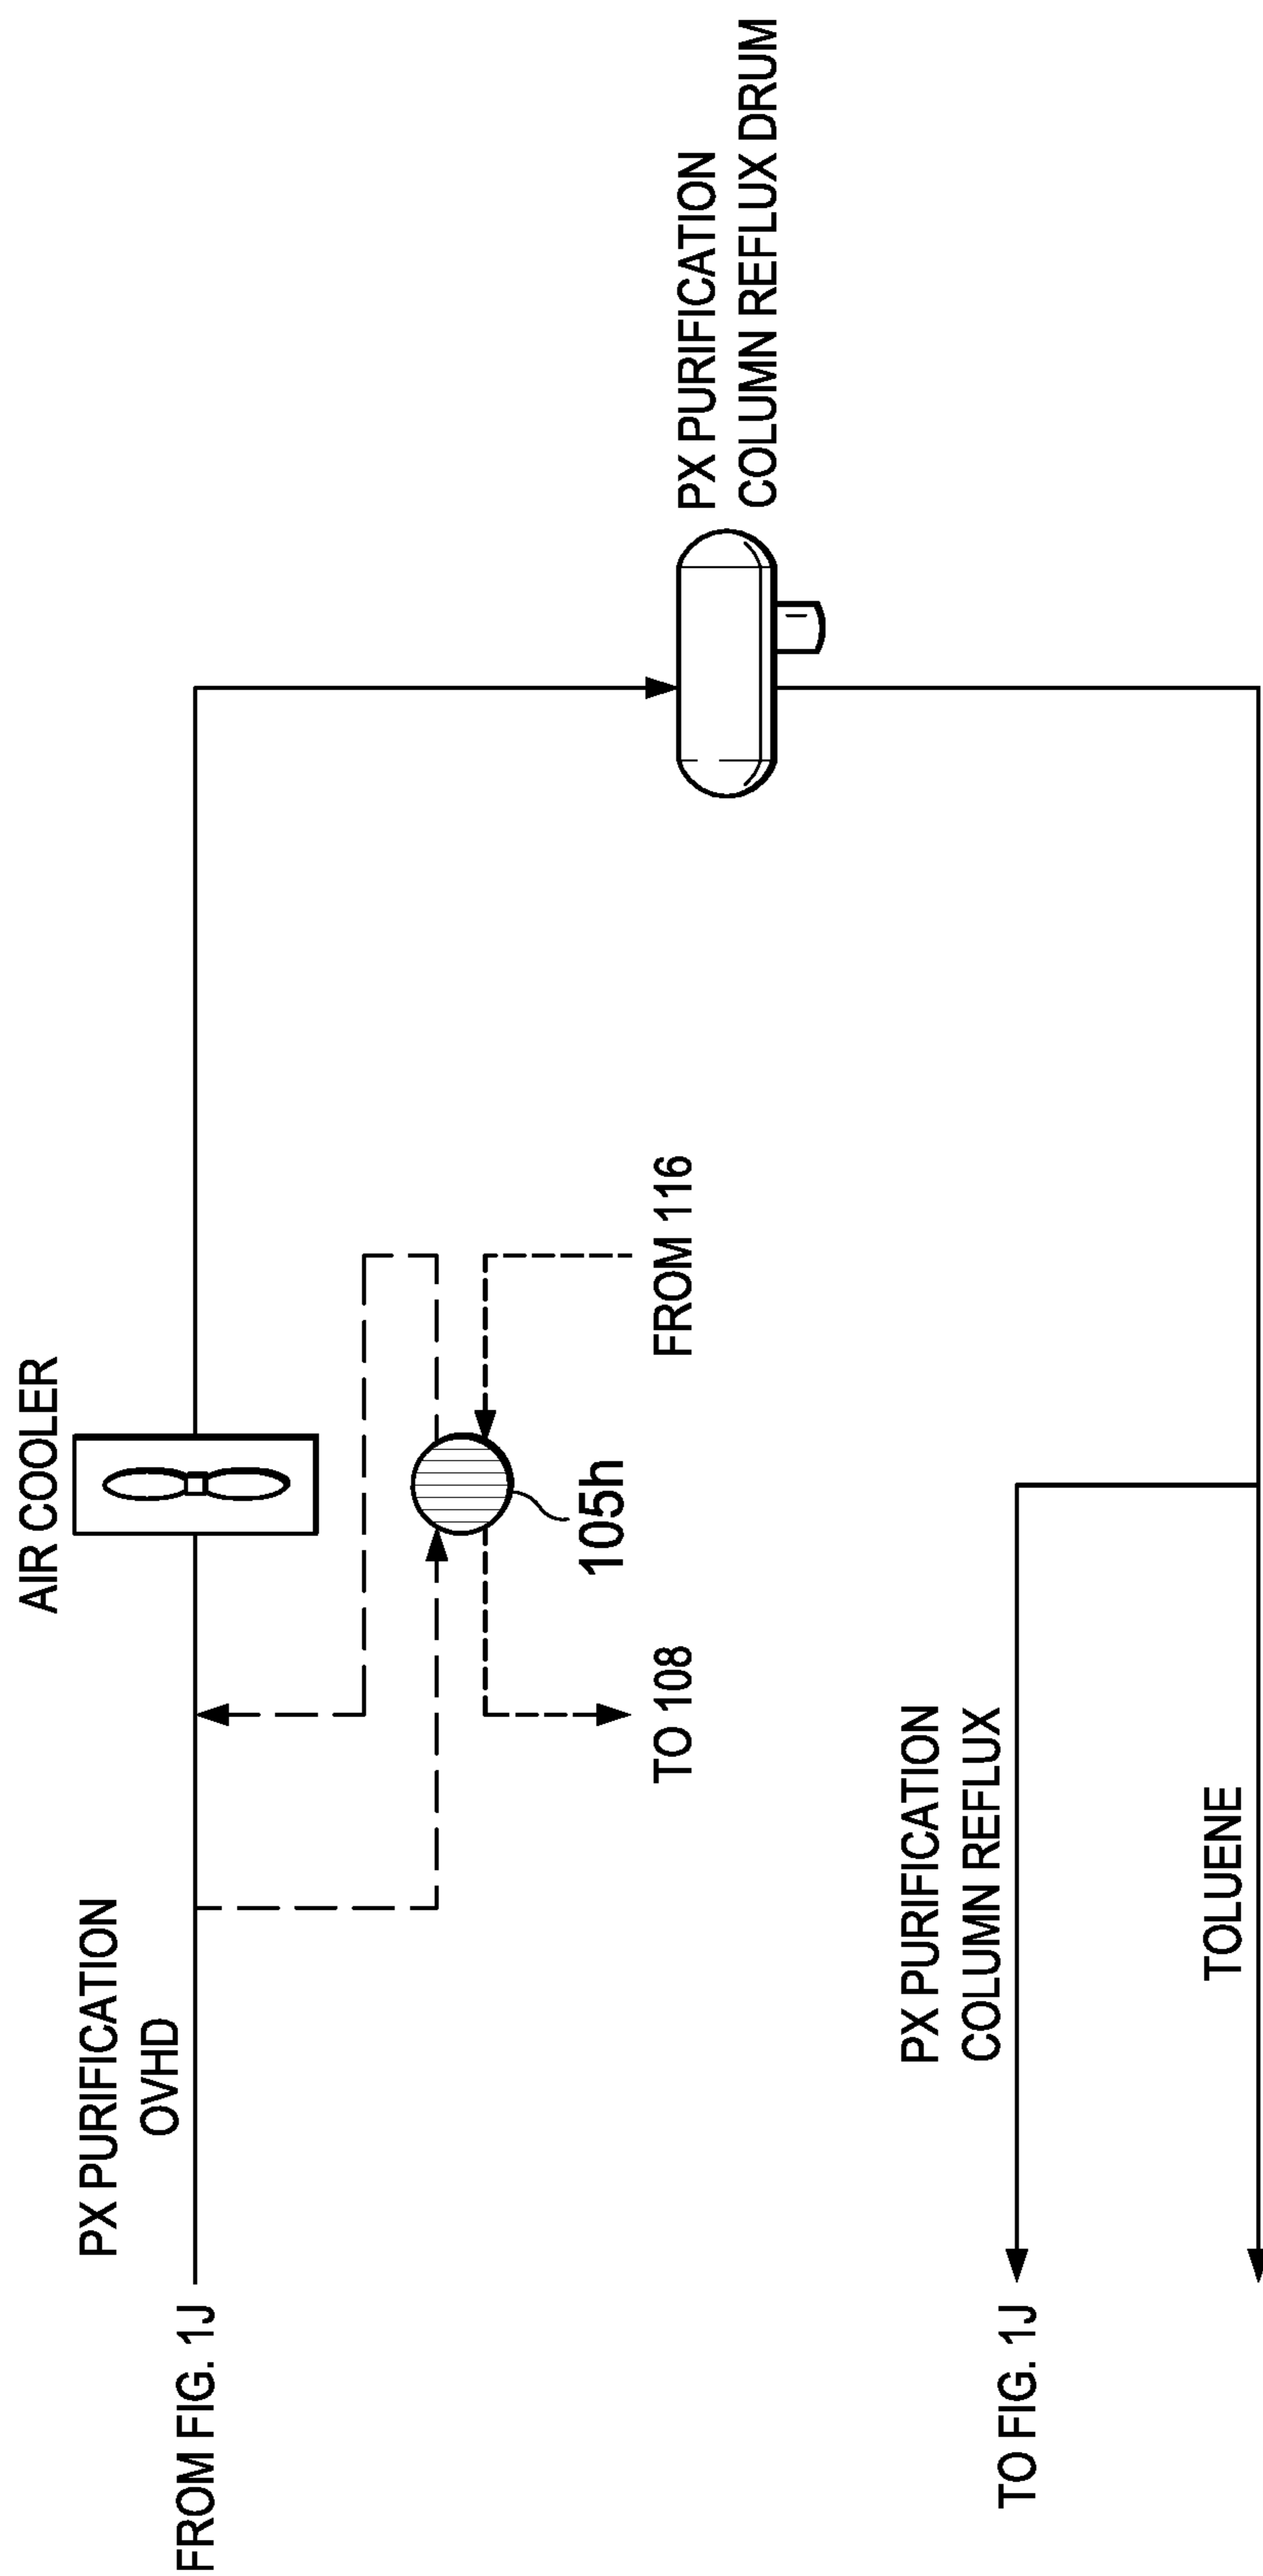 AIR COOLER
PX PURIFICATION
OVHD
FROM FIG. 1J
105h
TO 108
FROM 116
PX PURIFICATION
COLUMN REFLUX DRUM
PX PURIFICATION
COLUMN REFLUX
TO FIG. 1J
TOLUENE